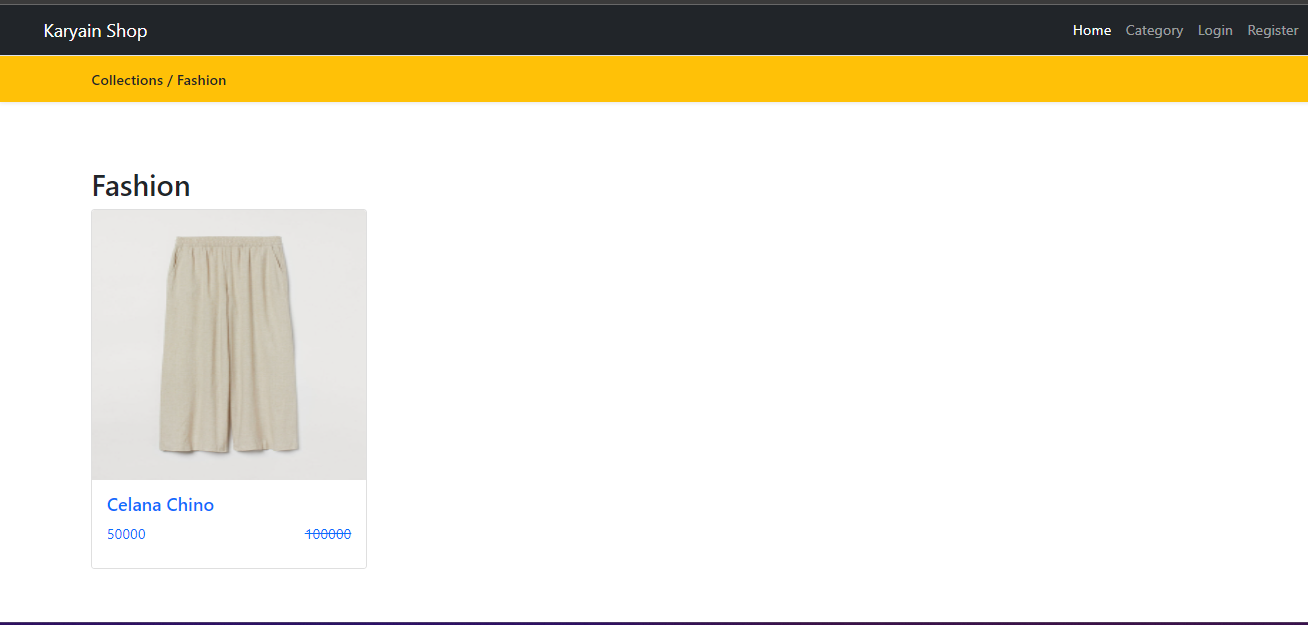 Karyain Shop Home Category Login Register
Collections / Fashion
Fashion
Celana Chino
50000 100000